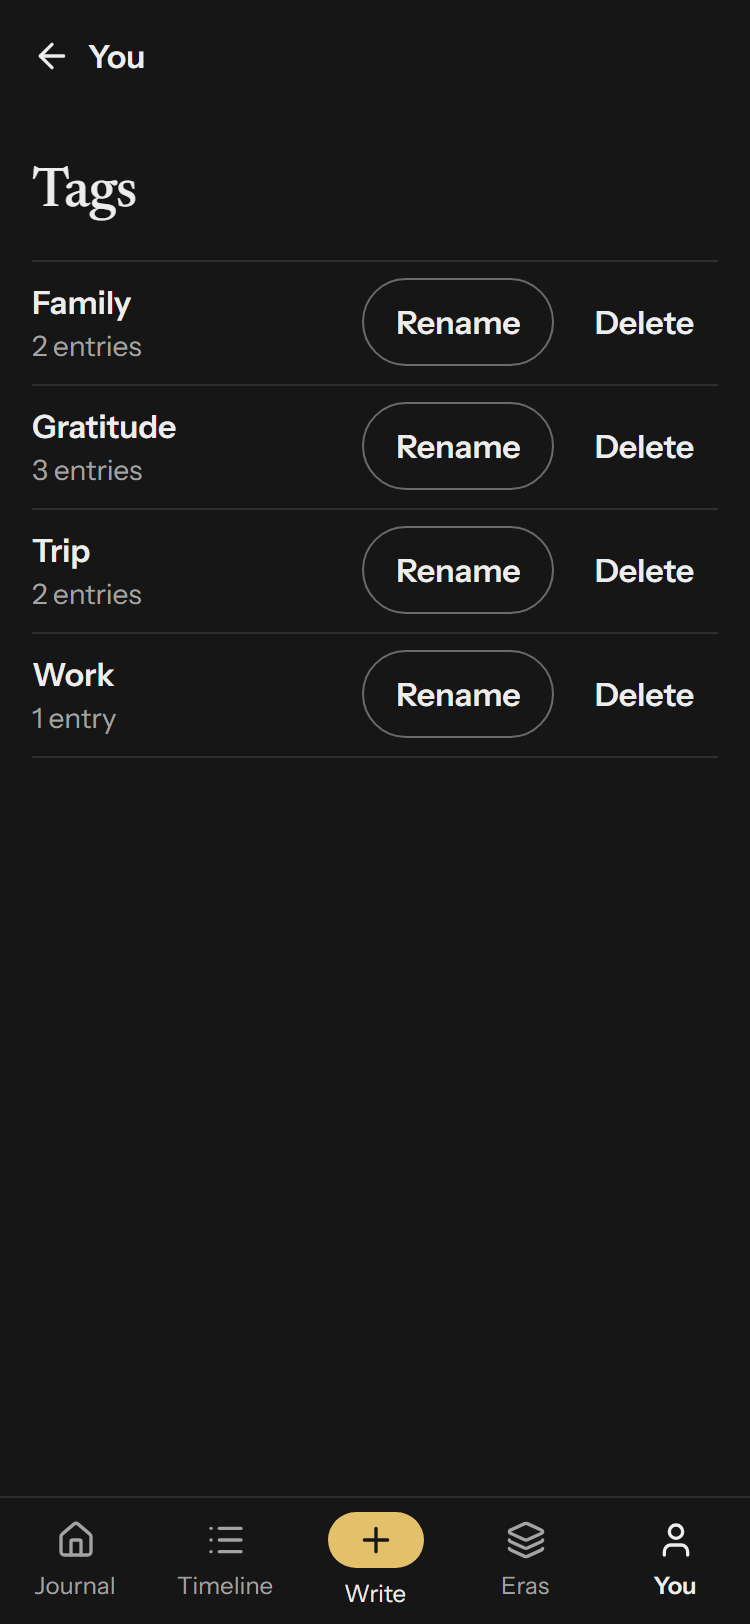 You
Tags
Family
2 entries
Rename
Delete
Gratitude
3 entries
Rename
Delete
Trip
2 entries
Rename
Delete
Work
1 entry
Rename
Delete
Journal
Timeline
Write
Eras
You